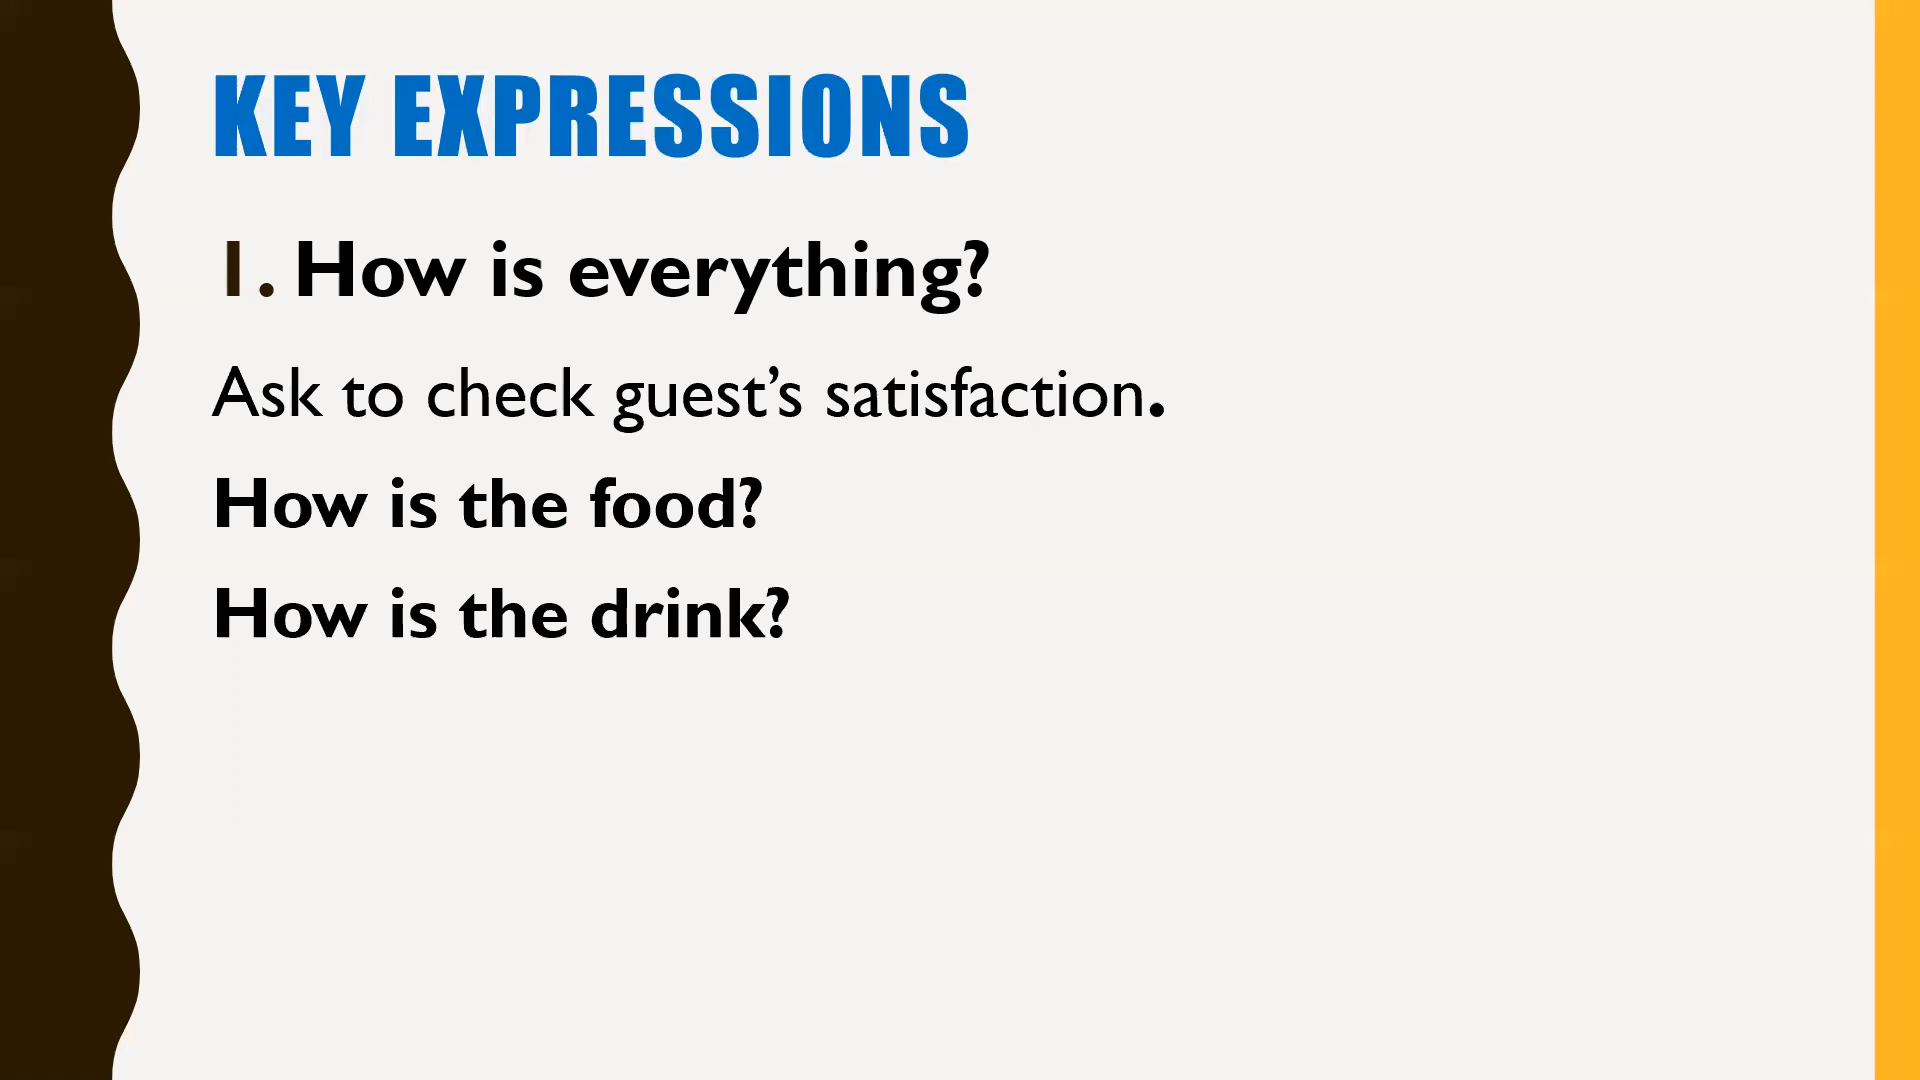 KEY EXPRESSIONS
1. How is everything?
Ask to check guest’s satisfaction.
How is the food?
How is the drink?